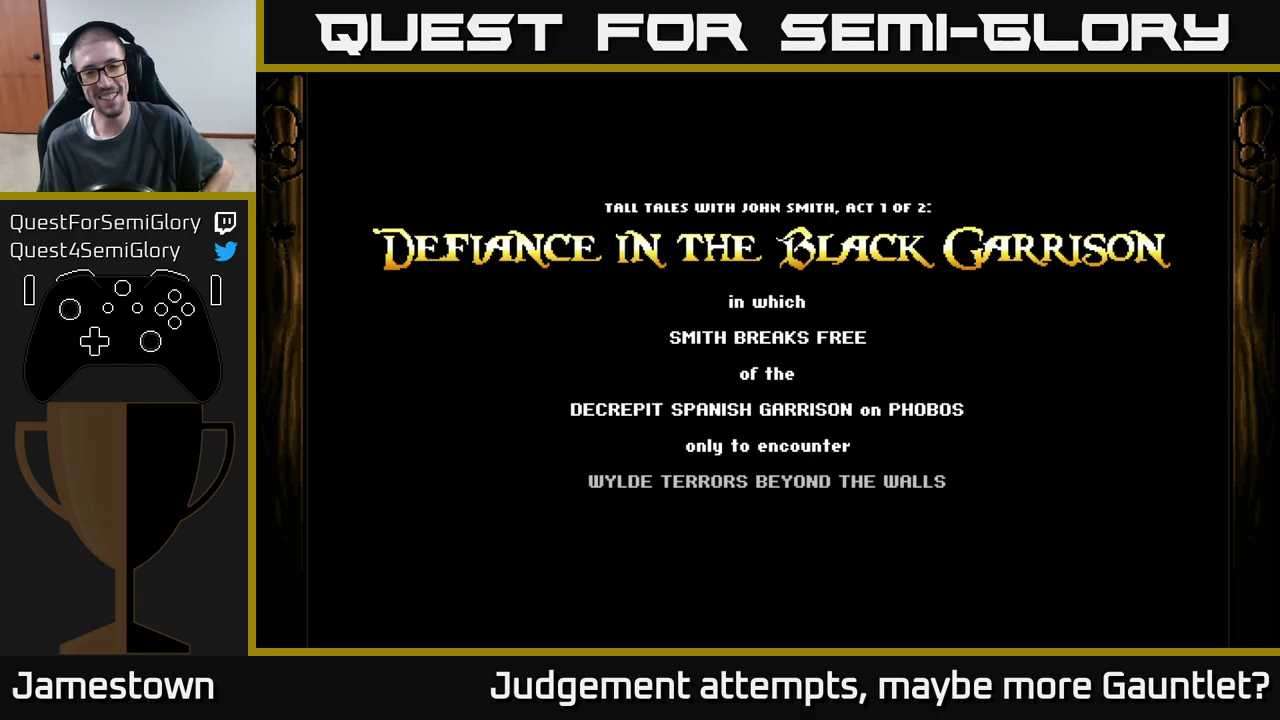 QUEST FOR SEMI-GLORY
QuestForSemiGlory
Quest4SemiGlory
TALL TALES WITH JOHN SMITH, ACT 1 OF 2:
DEFIANCE IN THE BLACK GARRISON
in which
SMITH BREAKS FREE
of the
DECREPIT SPANISH GARRISON on PHOBOS
only to encounter
WYLDE TERRORS BEYOND THE WALLS
Jamestown
Judgement attempts, maybe more Gauntlet?